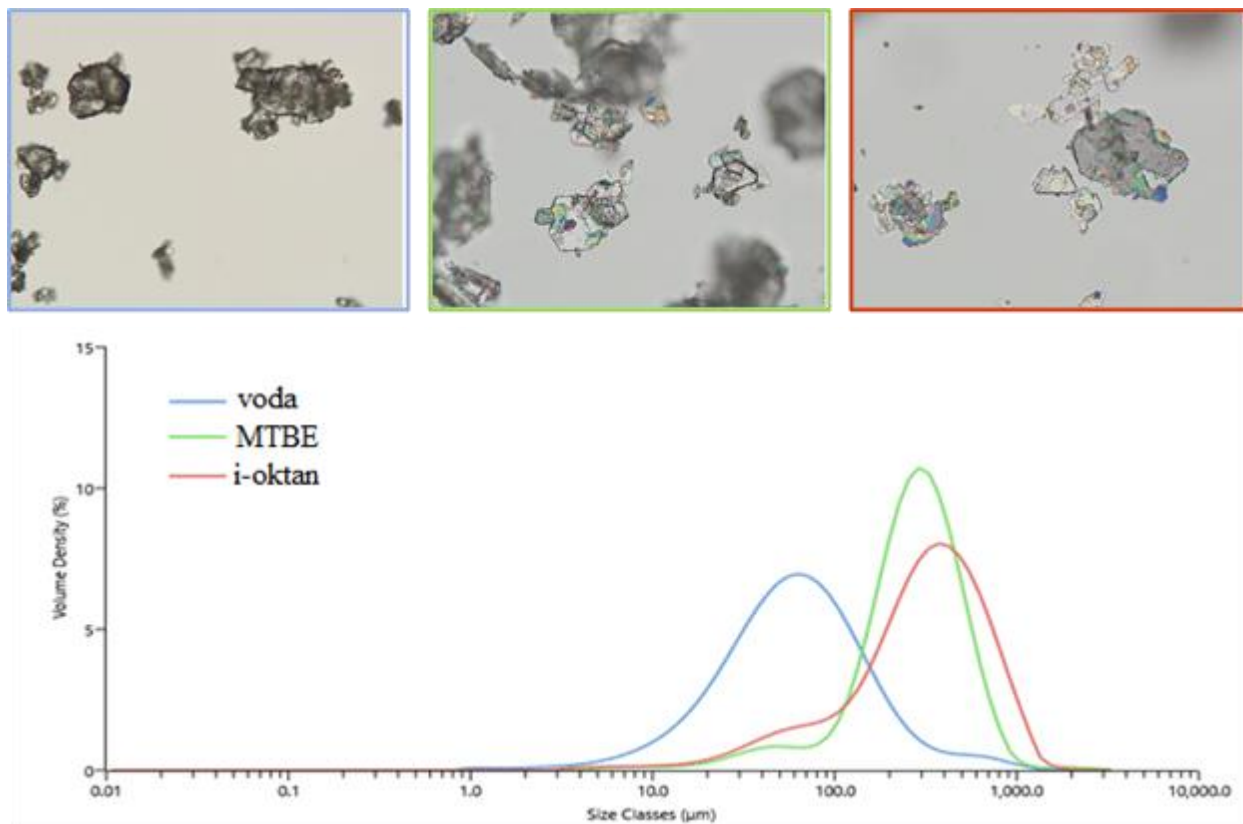 15
voda
MTBE
i-oktan
10
Volume Density (%)
5
0
0.01 0.1 1.0 10.0 100.0 1,000.0 10,000.0
Size Classes (µm)